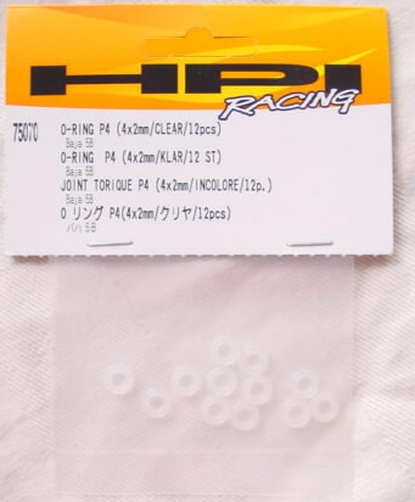 HPI
RACING
75070 O-RING P4 (4x2mm/CLEAR/12pcs)
Baja 5B
O-RING P4 (4x2mm/KLAR/12 ST)
Baja 5B
JOINT TORIQUE P4 (4x2mm/INCOLORE/12p.)
Baja 5B
O リング P4(4x2mm/クリヤ/12pcs)
バハ 5B